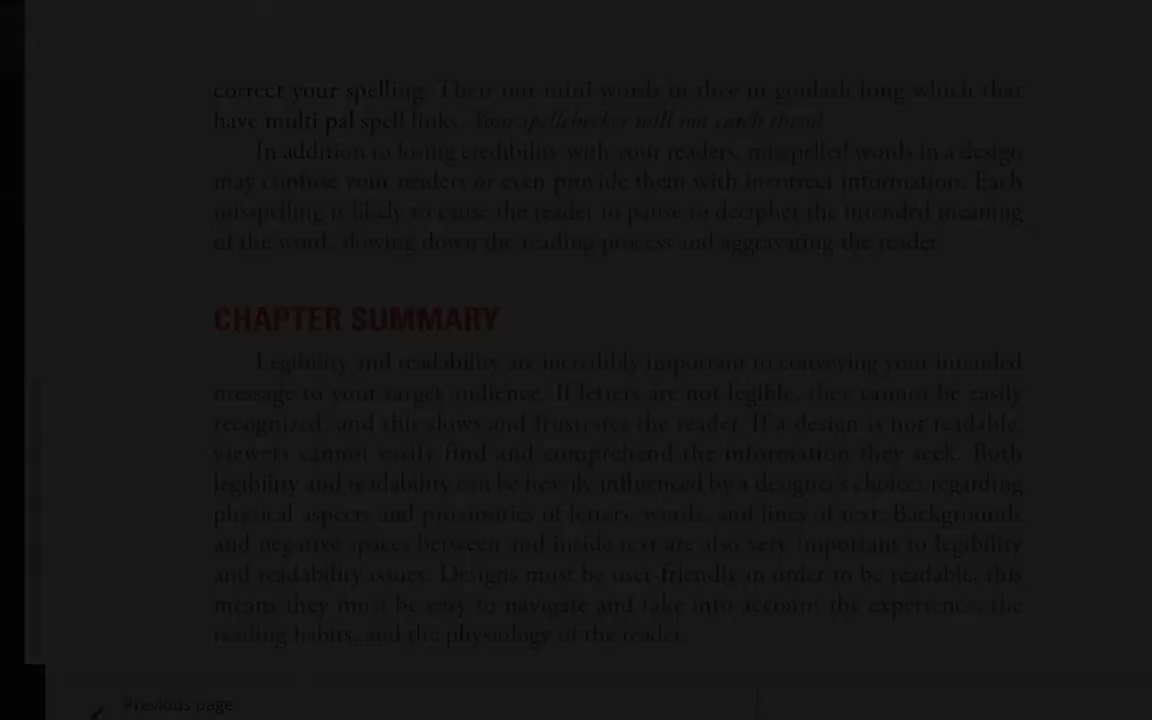 correct your spelling. Their our mini words in thee in goulash long which that
have multi pal spell links. Your spellchecker will not catch them!
In addition to losing credibility with your readers, misspelled words in a design
may confuse your readers or even provide them with incorrect information. Each
misspelling is likely to cause the reader to pause to decipher the intended meaning
of the word, slowing down the reading process and aggravating the reader.
CHAPTER SUMMARY
Legibility and readability are incredibly important to conveying your intended
message to your target audience. If letters are not legible, they cannot be easily
recognized, and this slows and frustrates the reader. If a design is not readable,
viewers cannot easily find and comprehend the information they seek. Both
legibility and readability can be heavily influenced by a designer's choices regarding
physical aspects and proximities of letters, words, and lines of text. Backgrounds
and negative spaces between and inside text are also very important to legibility
and readability issues. Designs must be user-friendly in order to be readable, this
means they must be easy to navigate and take into account the experience, the
reading habits, and the physiology of the reader.
Previous page